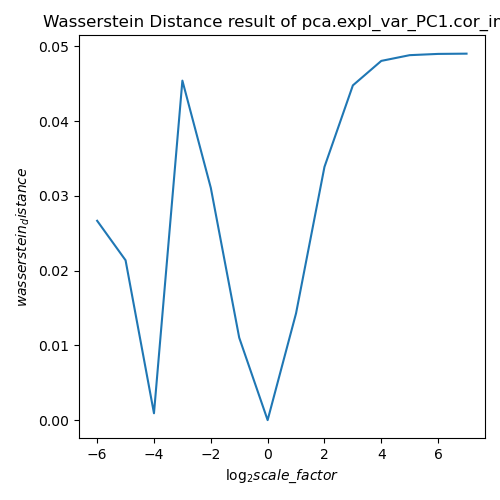 Wasserstein Distance result of pca.expl_var_PC1.cor_in
0.05
0.04
0.03
0.02
0.01
0.00
wasserstein_distance
−6 −4 −2 0 2 4 6
log₂scale_factor